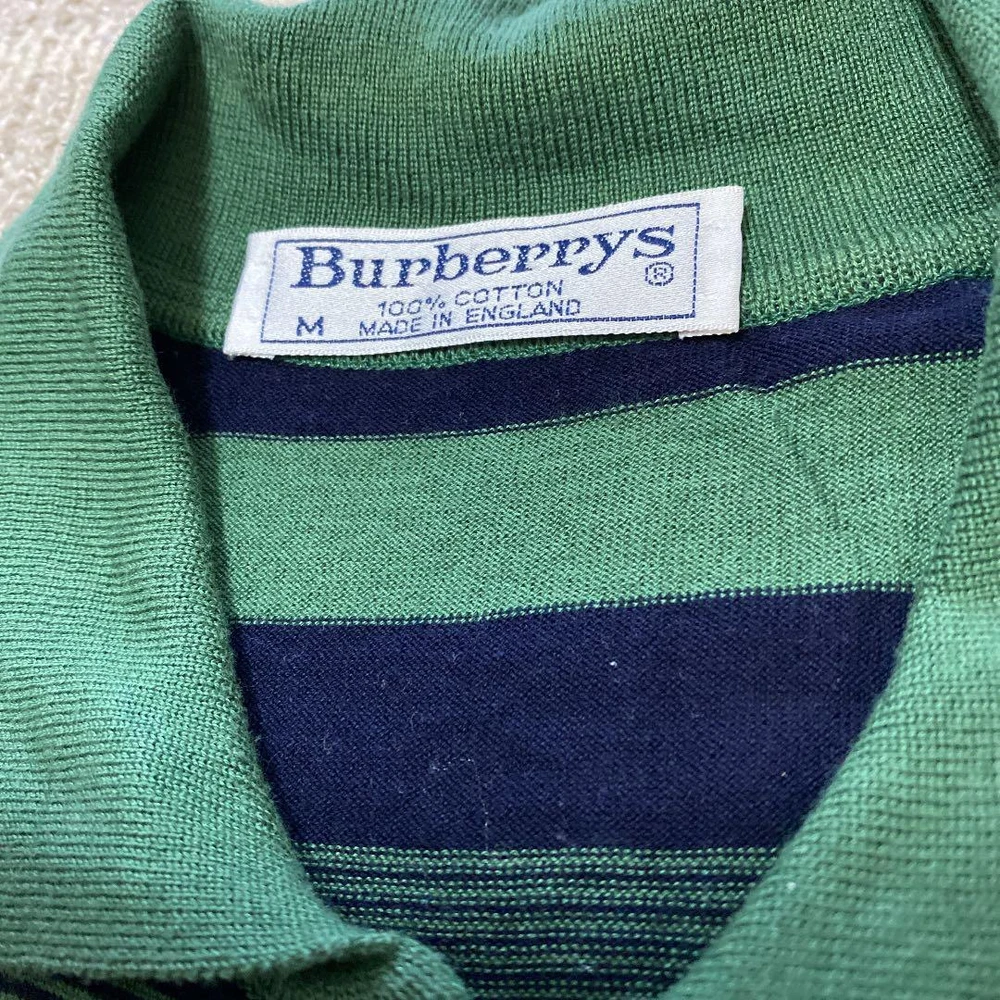 Burberrys ®
100% COTTON
M MADE IN ENGLAND